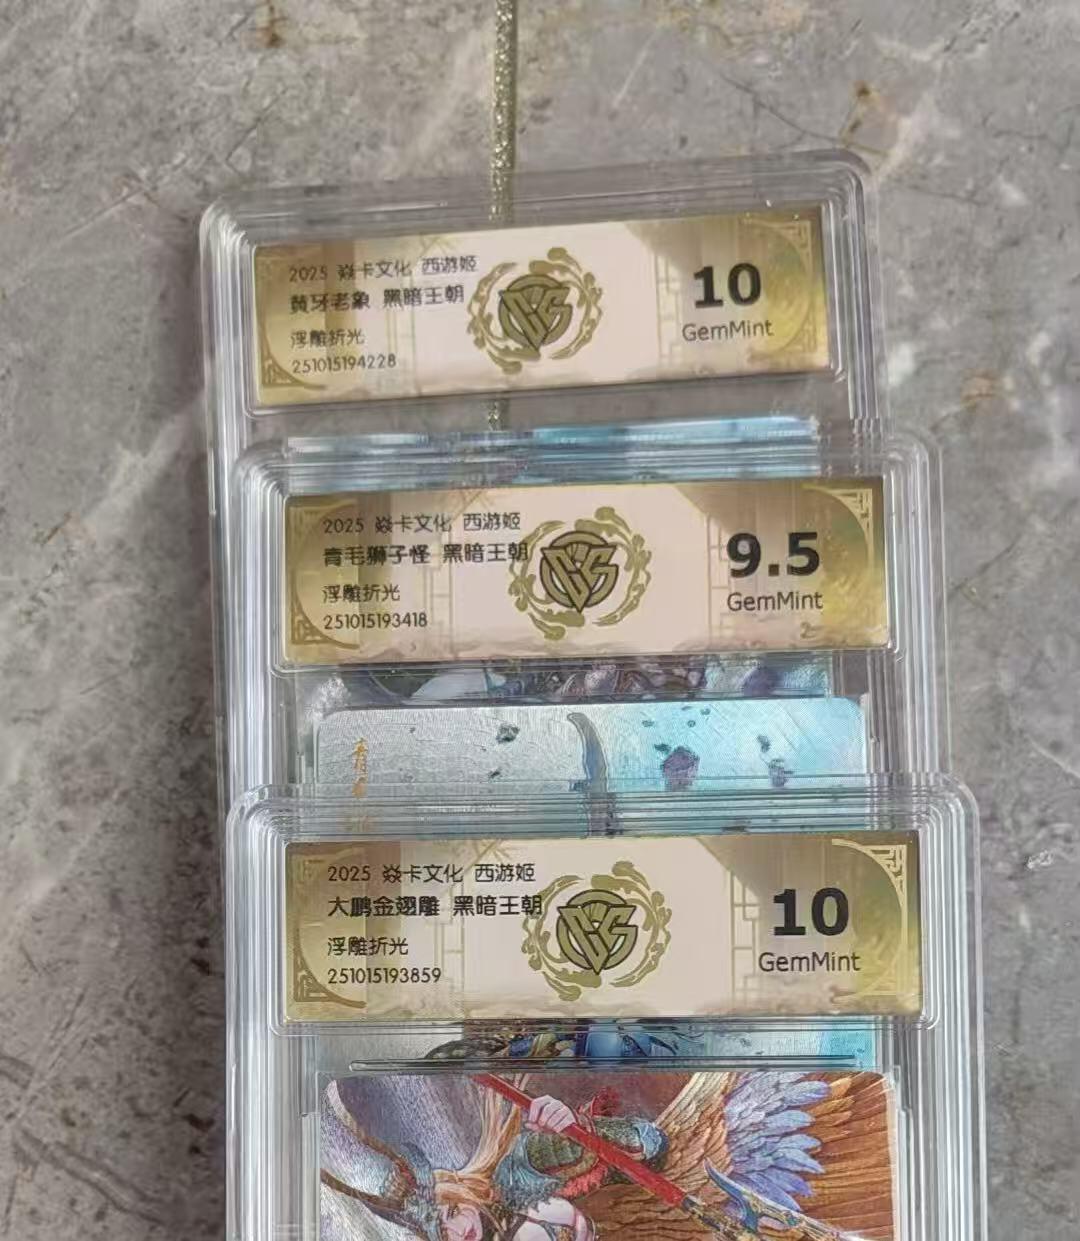 2025 焱卡文化 西游姬
黄牙老象 黑暗王朝
浮雕折光
251015194228
10
GemMint
2025 焱卡文化 西游姬
青毛狮子怪 黑暗王朝
浮雕折光
251015193418
9.5
GemMint
2025 焱卡文化 西游姬
大鹏金翅雕 黑暗王朝
浮雕折光
251015193859
10
GemMint